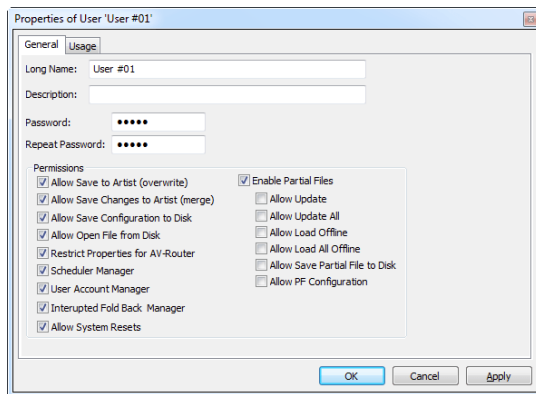 Properties of User 'User #01'
General Usage
Long Name: User #01
Description:
Password: •••••
Repeat Password: •••••
Permissions
Allow Save to Artist (overwrite)
Allow Save Changes to Artist (merge)
Allow Save Configuration to Disk
Allow Open File from Disk
Restrict Properties for AV-Router
Scheduler Manager
User Account Manager
Interupted Fold Back Manager
Allow System Resets
Enable Partial Files
Allow Update
Allow Update All
Allow Load Offline
Allow Load All Offline
Allow Save Partial File to Disk
Allow PF Configuration
OK Cancel Apply